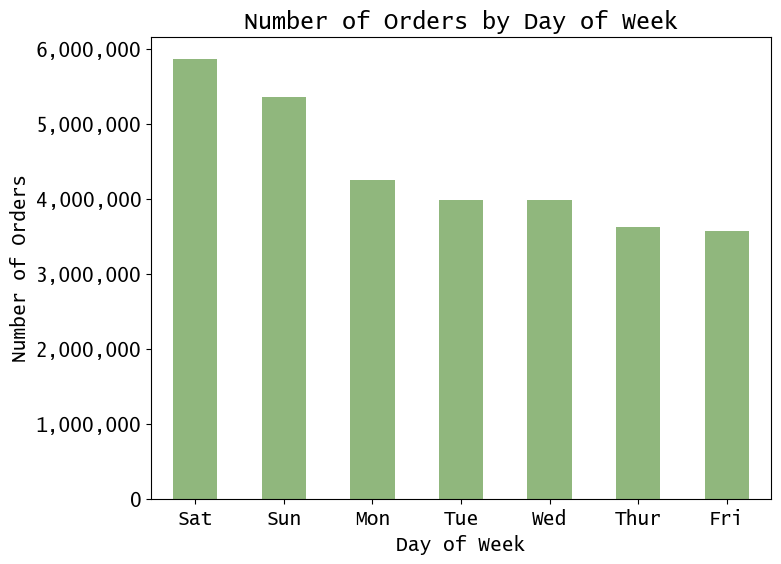 Number of Orders by Day of Week
Number of Orders
6,000,000
5,000,000
4,000,000
3,000,000
2,000,000
1,000,000
0
Sat Sun Mon Tue Wed Thur Fri
Day of Week